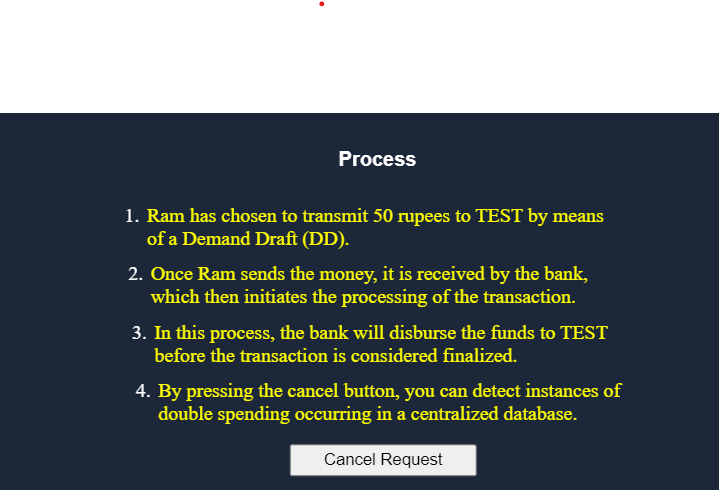 Process
1. Ram has chosen to transmit 50 rupees to TEST by means
of a Demand Draft (DD).
2. Once Ram sends the money, it is received by the bank,
which then initiates the processing of the transaction.
3. In this process, the bank will disburse the funds to TEST
before the transaction is considered finalized.
4. By pressing the cancel button, you can detect instances of
double spending occurring in a centralized database.
Cancel Request